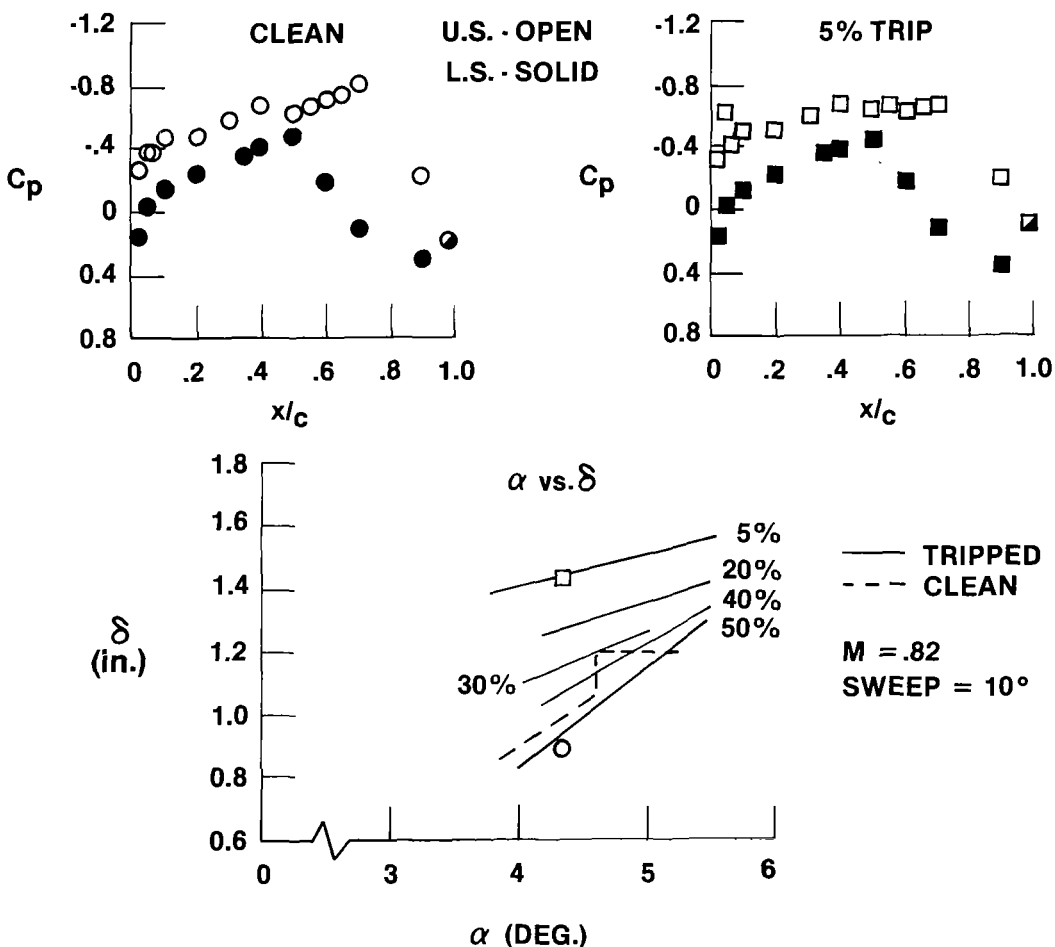 CLEAN
U.S. - OPEN
L.S. - SOLID
-1.2
-0.8
-.4
0
0.4
0.8
Cp
0 .2 .4 .6 .8 1.0
x/c
5% TRIP
-1.2
-0.8
-0.4
0
0.4
0.8
Cp
0 .2 .4 .6 .8 1.0
x/c
α vs. δ
1.8
1.6
1.4
1.2
1.0
0.8
0.6
δ
(in.)
5%
20%
40%
50%
30%
0 3 4 5 6
α (DEG.)
TRIPPED
CLEAN
M = .82
SWEEP = 10°